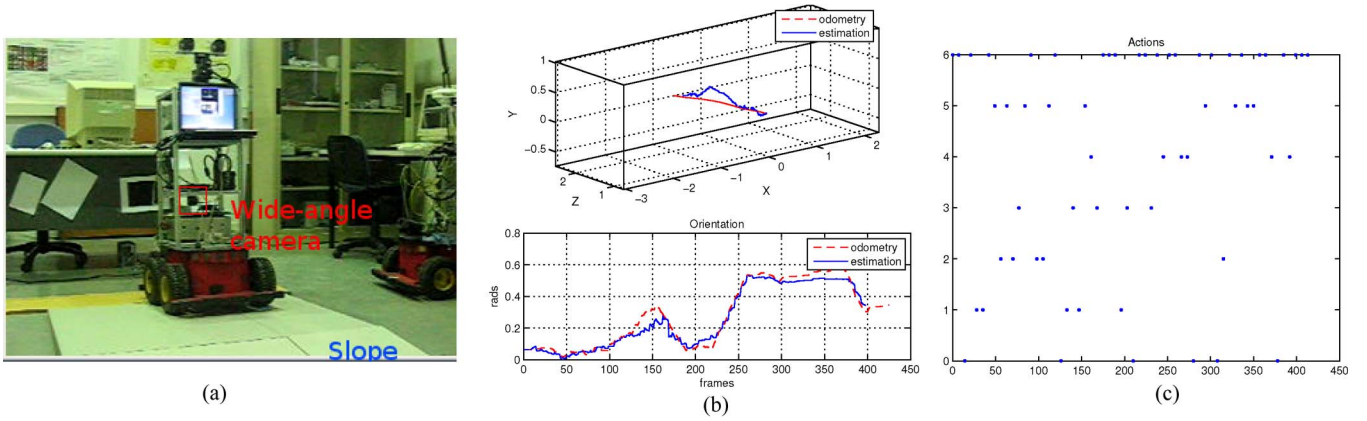 Wide-angle
camera
Slope
(a)
odometry
estimation
1
0.5
0
−0.5
Y
2
1
Z
−3
−2
−1
0
1
2
X
Orientation
odometry
estimation
0.8
0.6
0.4
0.2
0
rads
0 50 100 150 200 250 300 350 400 450
frames
(b)
Actions
6
5
4
3
2
1
0
0 50 100 150 200 250 300 350 400 450
(c)